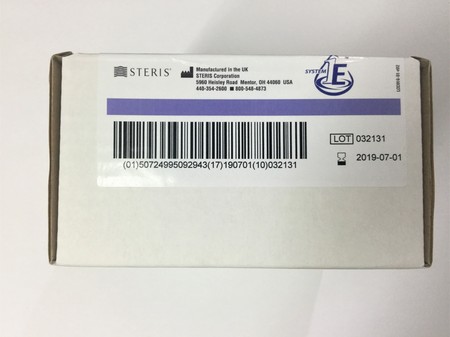 STERIS®
Manufactured in the UK
STERIS Corporation
5960 Heisley Road Mentor, OH 44060 USA
440-354-2600 ■ 800-548-4873
SYSTEM
1E
LOT 032131
2019-07-01
(01)50724995092943(17)190701(10)032131